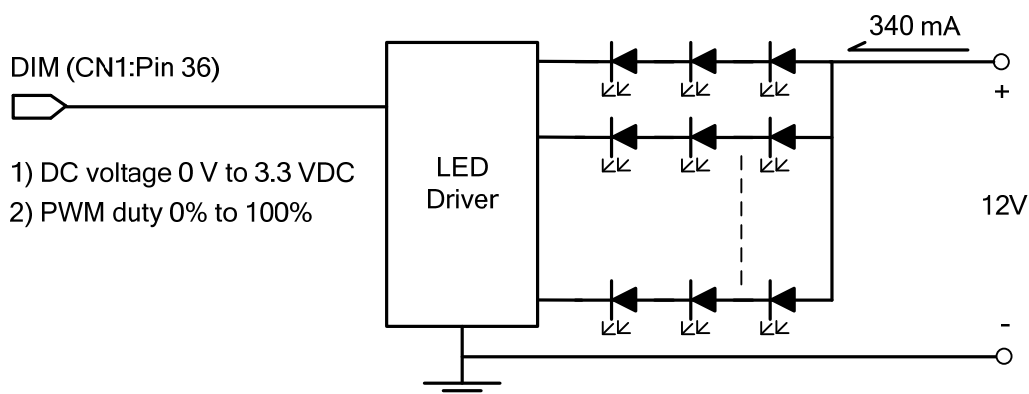 340 mA
DIM (CN1:Pin 36)
+
1) DC voltage 0 V to 3.3 VDC
2) PWM duty 0% to 100%
LED
Driver
12V
-